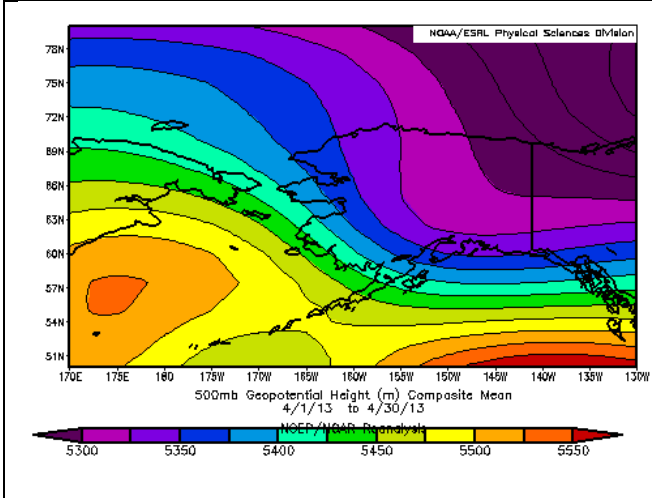 NOAA/ESRL Physical Sciences Division
78N
75N
72N
69N
66N
63N
60N
57N
54N
51N
170E 175E 180 175W 170W 165W 160W 155W 150W 145W 140W 135W 130W
500mb Geopotential Height (m) Composite Mean
4/1/13 to 4/30/13
NCEP/NCAR Reanalysis
5300 5350 5400 5450 5500 5550